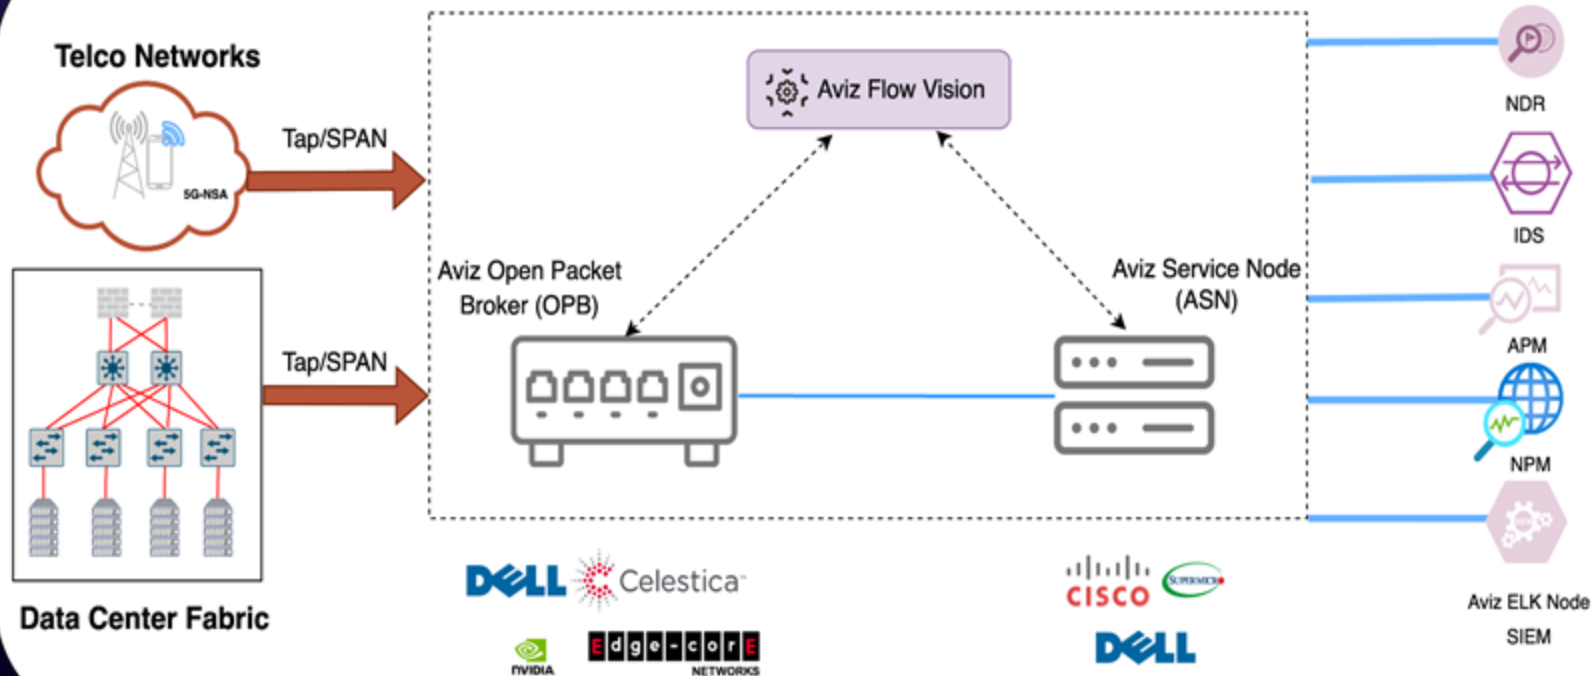 Telco Networks
5G-NSA
Tap/SPAN
Data Center Fabric
Tap/SPAN
Aviz Flow Vision
Aviz Open Packet
Broker (OPB)
Aviz Service Node
(ASN)
DELL
Celestica
NVIDIA
Edge-corE
NETWORKS
CISCO
SUPERMICRO
DELL
NDR
IDS
APM
NPM
Aviz ELK Node
SIEM